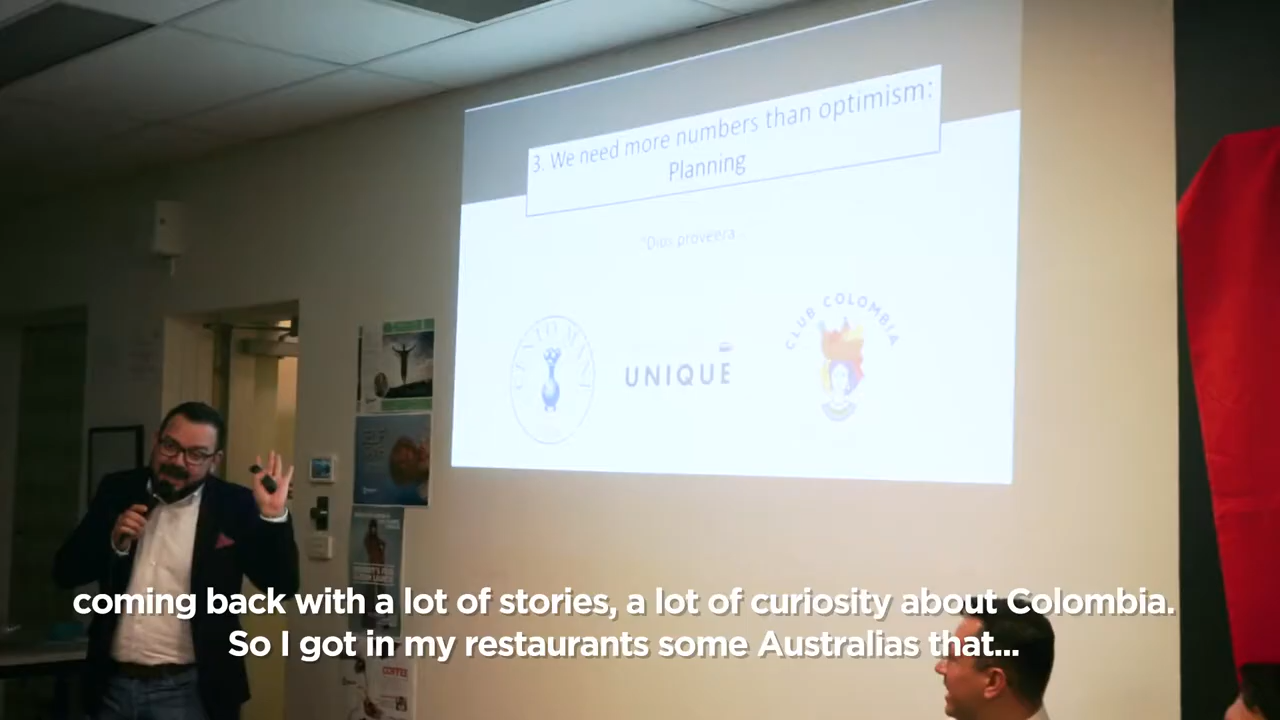 3. We need more numbers than optimism:
Planning
"Dios proveera
UNIQUE
CLUB COLOMBIA
COFFEE
coming back with a lot of stories, a lot of curiosity about Colombia.
So I got in my restaurants some Australias that...